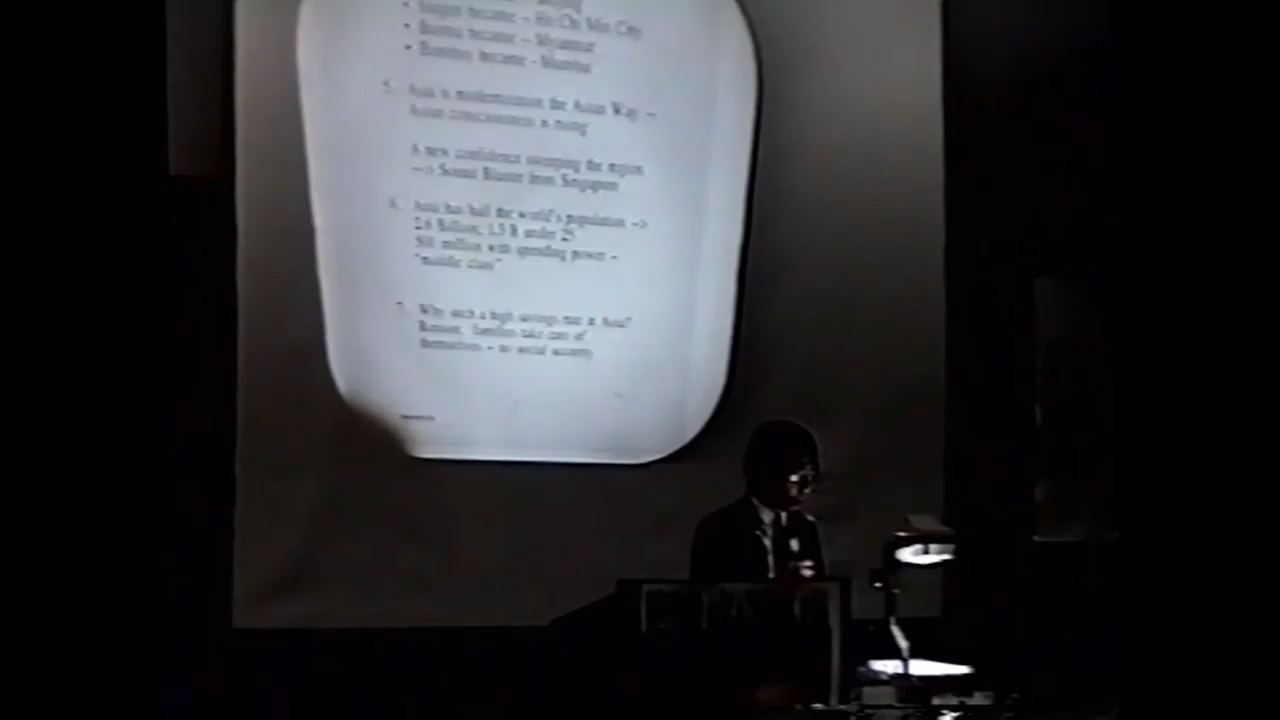 • Saigon became – Ho Chi Min City
• Burma became – Myanmar
• Bombay became - Mumbai
5. Asia is modernization the Asian Way –
Asian consciousness is rising
A new confidence sweeping the region
--> Sound Blaster from Singapore
6. Asia has half the world's population -->
2.6 Billion; 1.5 B under 25
500 million with spending power –
"middle class"
7. Why such a high savings rate in Asia?
Reason: families take care of
themselves – no social security